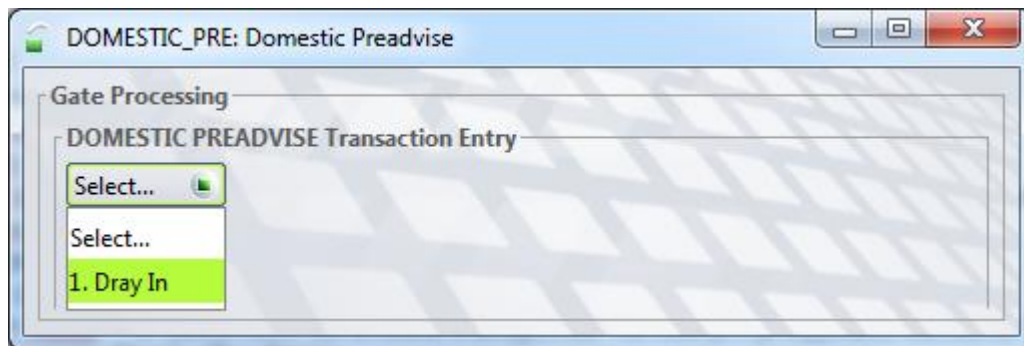 DOMESTIC_PRE: Domestic Preadvise
Gate Processing
DOMESTIC PREADVISE Transaction Entry
Select...
Select...
1. Dray In